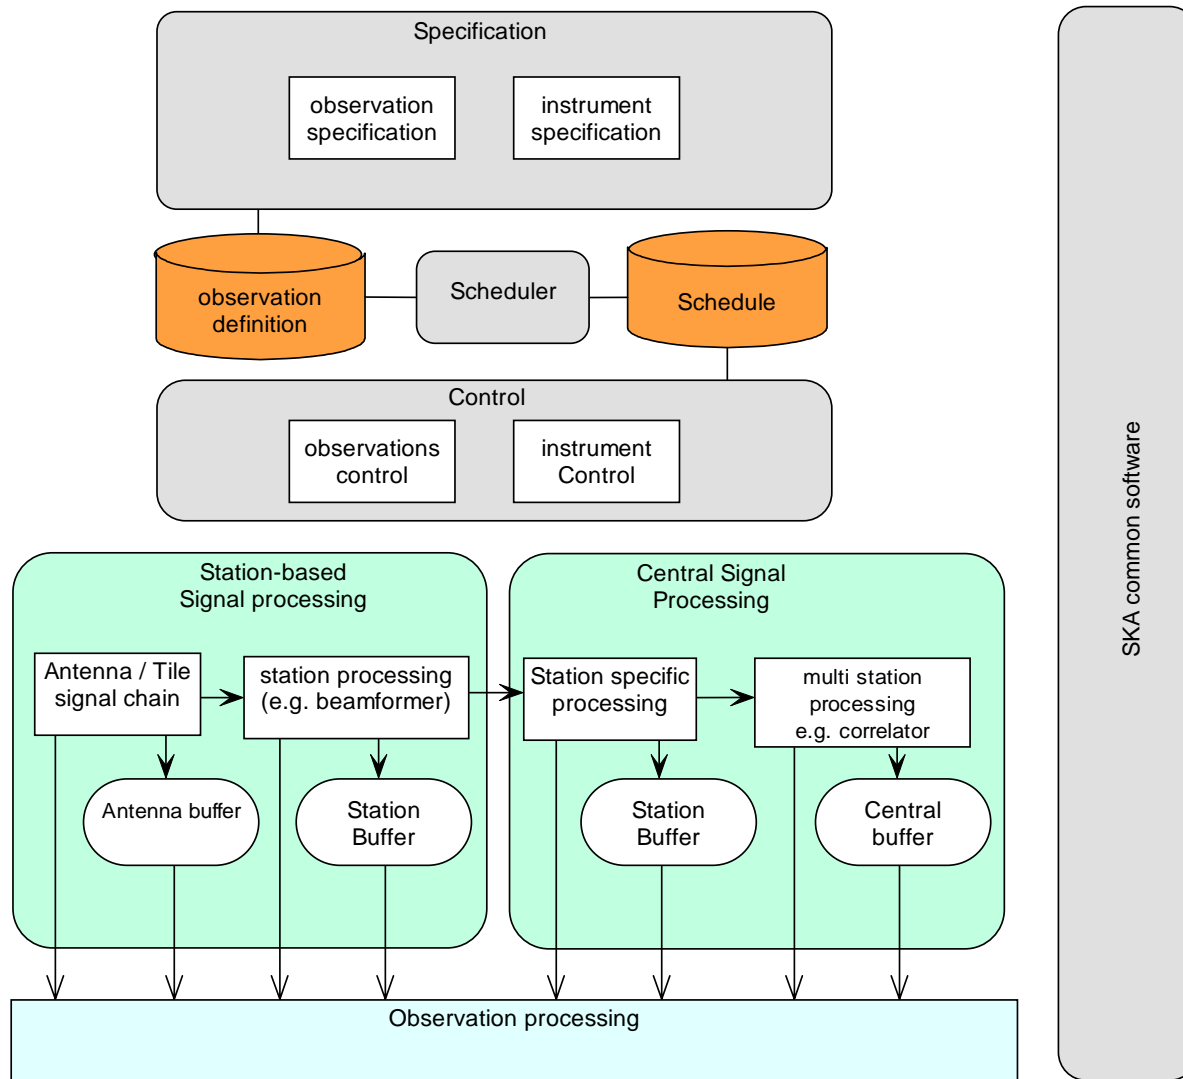 Specification
observation
specification
instrument
specification
observation
definition
Scheduler
Schedule
Control
observations
control
instrument
Control
Station-based
Signal processing
Central Signal
Processing
Antenna / Tile
signal chain
station processing
(e.g. beamformer)
Station specific
processing
multi station
processing
e.g. correlator
Antenna buffer
Station
Buffer
Station
Buffer
Central
buffer
Observation processing
SKA common software